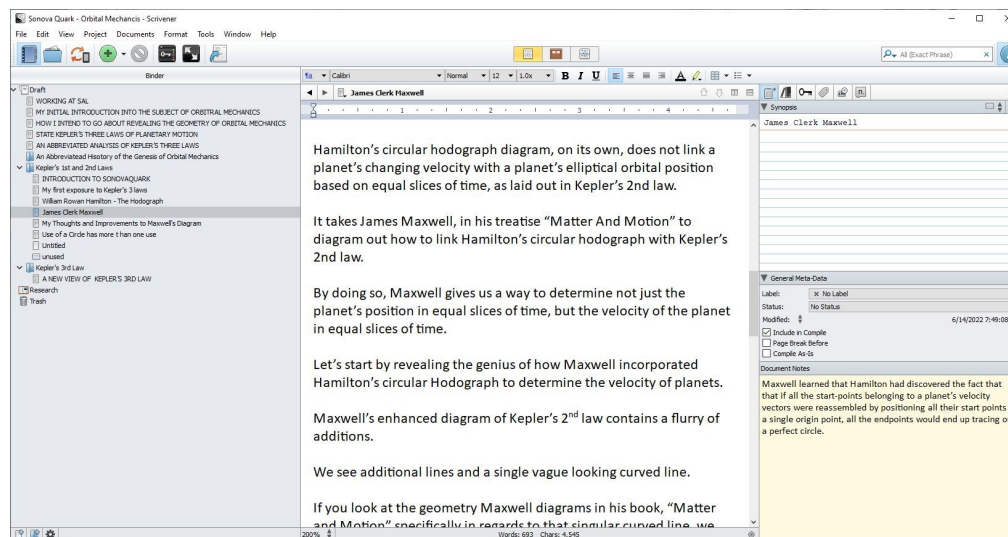 Sonova Quark - Orbital Mechancis - Scrivener
File Edit View Project Documents Format Tools Window Help
All (Exact Phrase)
Binder
Calibri Normal 12 1.0x B I U A
Draft
WORKING AT SAL
MY INITIAL INTRODUCTION INTO THE SUBJECT OF ORBITRAL MECHANICS
HOW I INTEND TO GO ABOUT REVEALING THE GEOMETRY OF ORBITAL MECHANICS
STATE KEPLER'S THREE LAWS OF PLANETARY MOTION
AN ABBREVIATED ANALYSIS OF KEPLER'S THREE LAWS
An Abbreviatead Hisotory of the Genesis of Orbital Mechanics
Kepler's 1st and 2nd Laws
INTRODUCTION TO SONOVAQUARK
My first exposure to Kepler's 3 laws
William Rowan Hamilton - The Hodograph
James Clerk Maxwell
My Thoughts and Improvements to Maxwell's Diagram
Use of a Circle has more t han one use
Untitled
unused
Kepler's 3rd Law
A NEW VIEW OF KEPLER'S 3RD LAW
Research
Trash
James Clerk Maxwell
1 2 3 4
Hamilton's circular hodograph diagram, on its own, does not link a
planet's changing velocity with a planet's elliptical orbital position
based on equal slices of time, as laid out in Kepler's 2nd law.
It takes James Maxwell, in his treatise “Matter And Motion” to
diagram out how to link Hamilton's circular hodograph with Kepler's
2nd law.
By doing so, Maxwell gives us a way to determine not just the
planet's position in equal slices of time, but the velocity of the planet
in equal slices of time.
Let's start by revealing the genius of how Maxwell incorporated
Hamilton's circular Hodograph to determine the velocity of planets.
Maxwell's enhanced diagram of Kepler's 2nd law contains a flurry of
additions.
We see additional lines and a single vague looking curved line.
If you look at the geometry Maxwell diagrams in his book, “Matter
and Motion” specifically in regards to that singular curved line, we
200% Words: 693 Chars: 4,545
Synopsis
James Clerk Maxwell
General Meta-Data
Label: No Label
Status: No Status
Modified: 6/14/2022 7:49:08
Include in Compile
Page Break Before
Compile As-Is
Document Notes
Maxwell learned that Hamilton had discovered the fact that
that if all the start-points belonging to a planet's velocity
vectors were reassembled by positioning all their start points
a single origin point, all the endpoints would end up tracing o
a perfect circle.